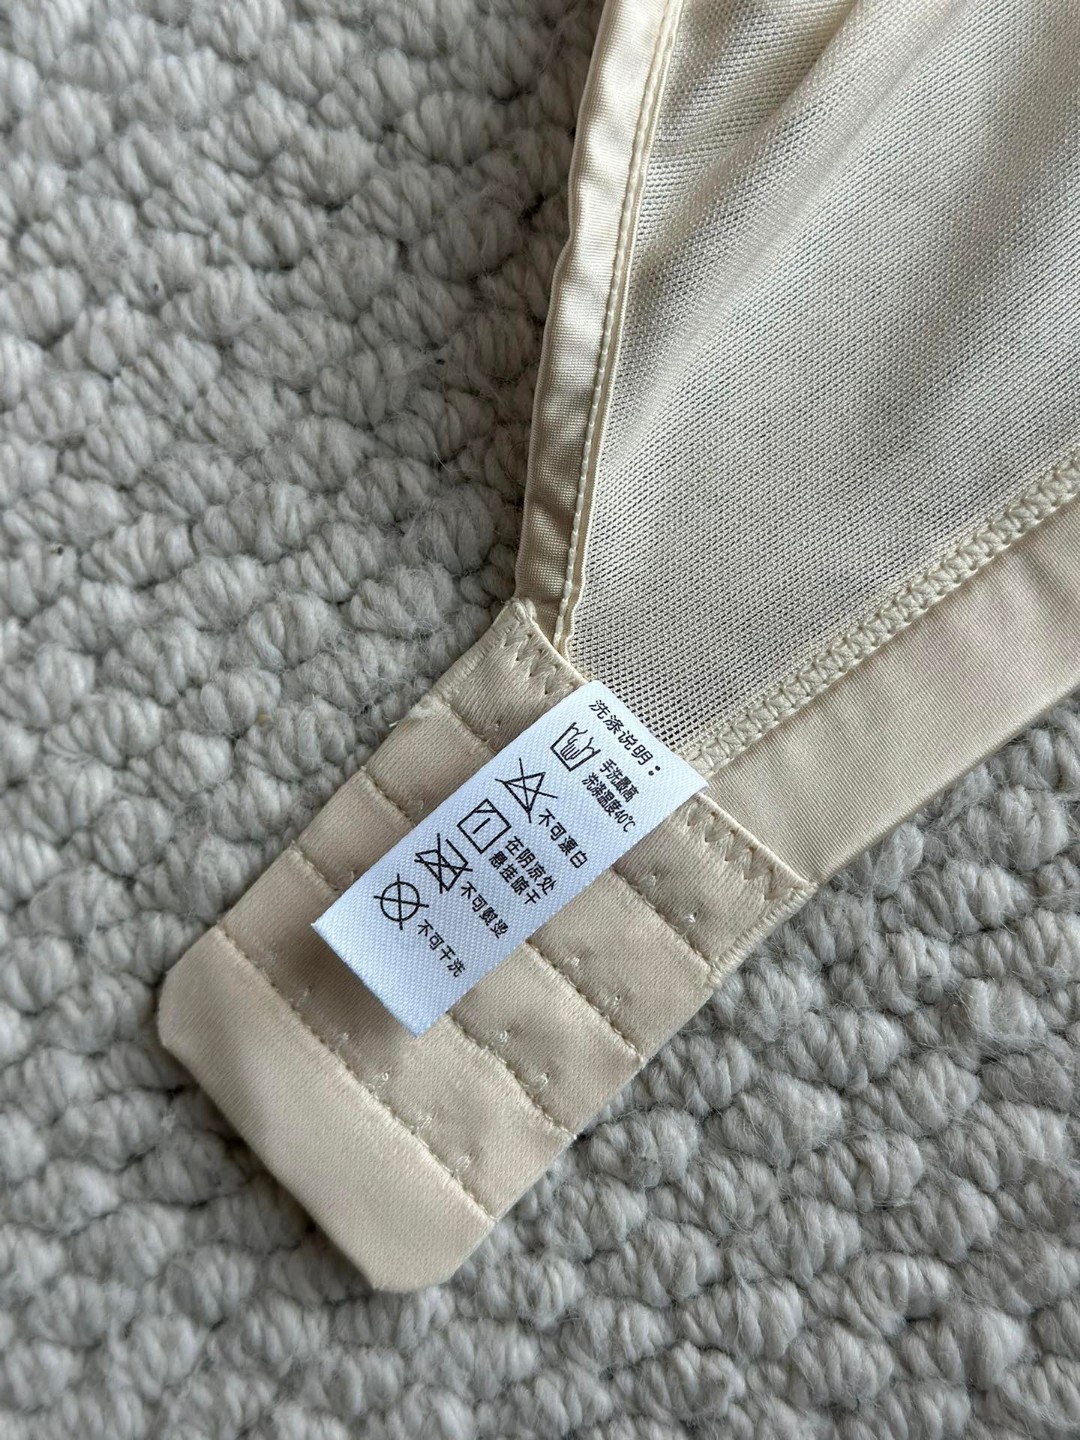 洗涤说明：
手洗最高
洗涤温度40℃
不可漂白
在阴凉处
悬挂晾干
不可熨烫
不可干洗